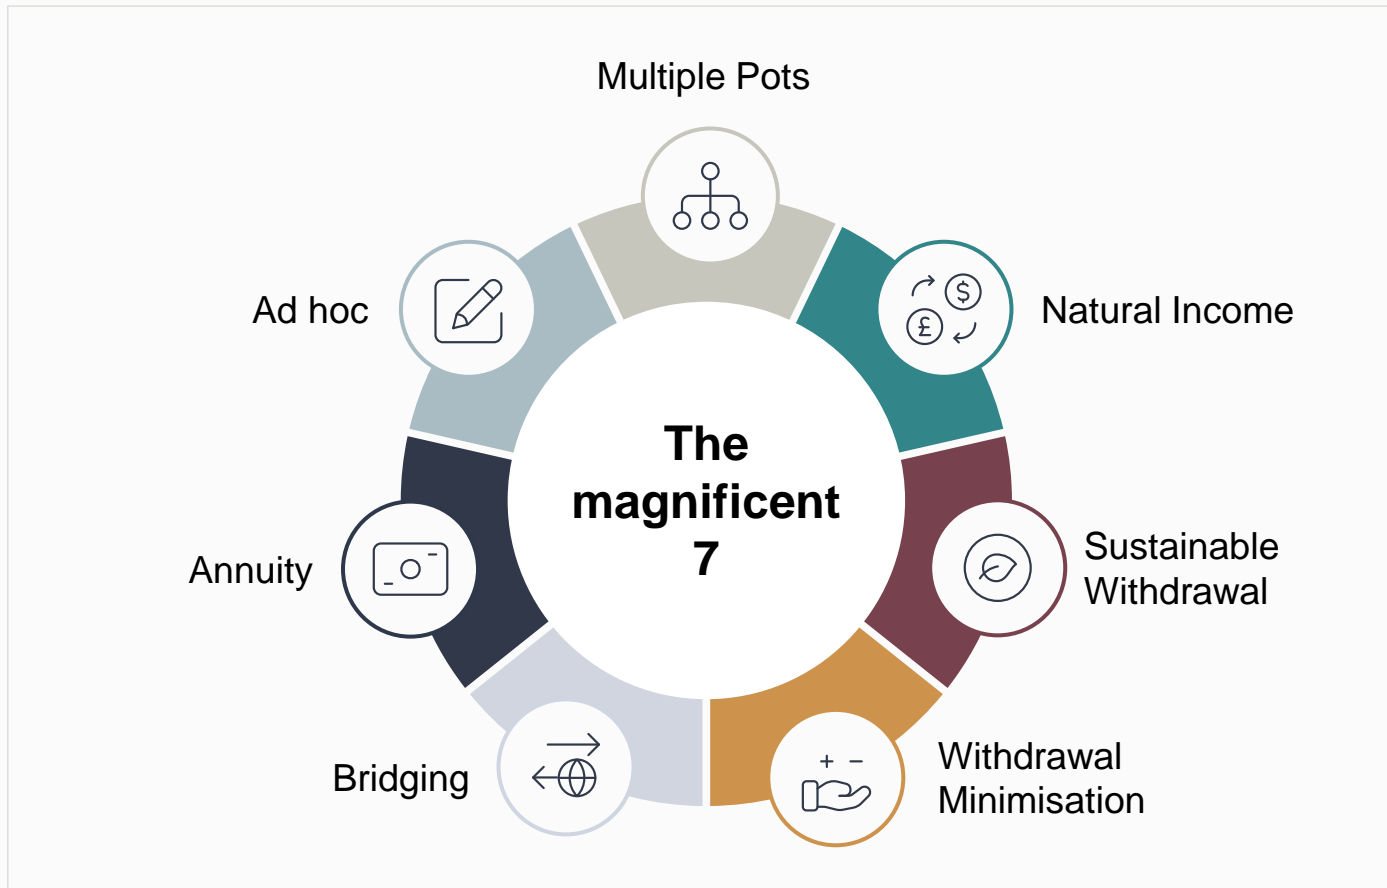 Multiple Pots
Natural Income
Sustainable
Withdrawal
Withdrawal
Minimisation
Bridging
Annuity
Ad hoc
The
magnificent
7
$
£